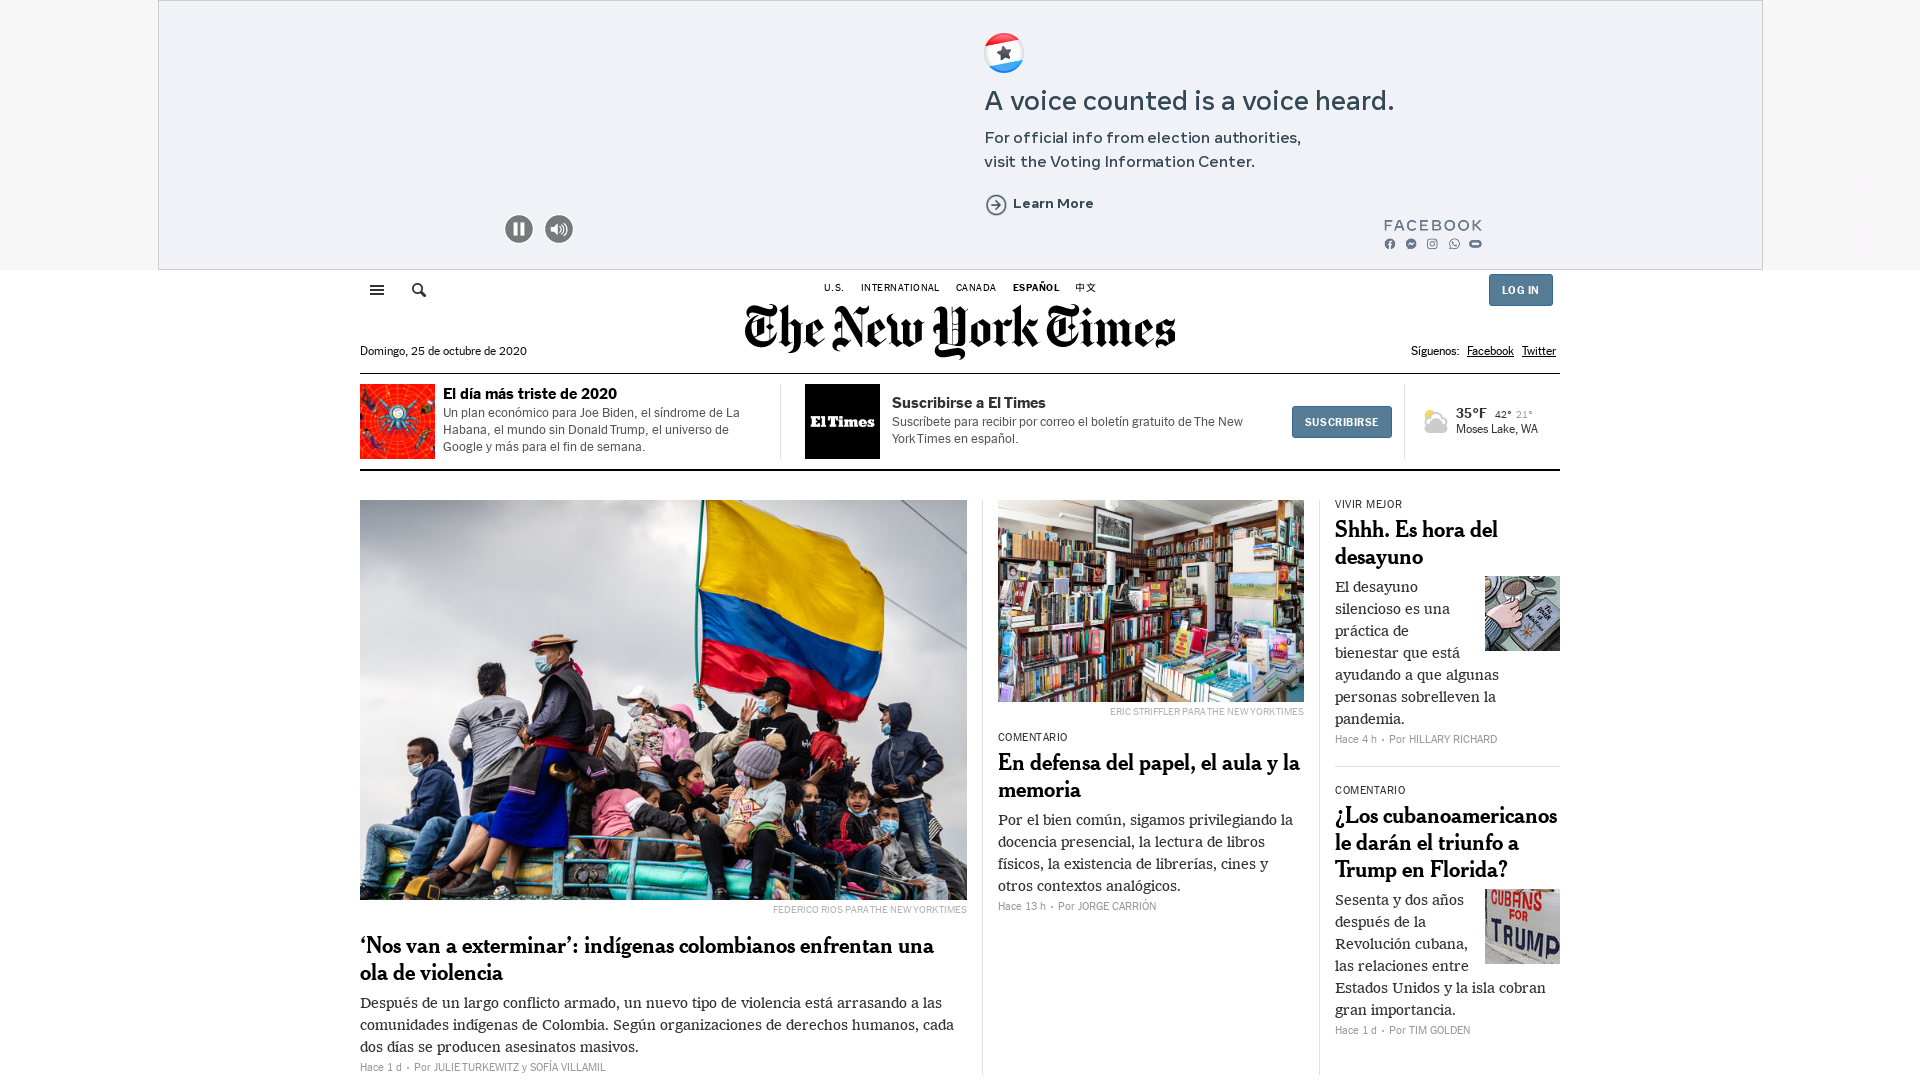 A voice counted is a voice heard.
For official info from election authorities,
visit the Voting Information Center.
Learn More
FACEBOOK
U.S. INTERNATIONAL CANADA ESPAÑOL 中文
LOG IN
The New York Times
Domingo, 25 de octubre de 2020
Síguenos: Facebook Twitter
El día más triste de 2020
Un plan económico para Joe Biden, el síndrome de La
Habana, el mundo sin Donald Trump, el universo de
Google y más para el fin de semana.
El Times
Suscribirse a El Times
Suscríbete para recibir por correo el boletín gratuito de The New
York Times en español.
SUSCRIBIRSE
35°F 42° 21°
Moses Lake, WA
FEDERICO RIOS PARA THE NEW YORK TIMES
‘Nos van a exterminar’: indígenas colombianos enfrentan una
ola de violencia
Después de un largo conflicto armado, un nuevo tipo de violencia está arrasando a las
comunidades indígenas de Colombia. Según organizaciones de derechos humanos, cada
dos días se producen asesinatos masivos.
Hace 1 d • Por JULIE TURKEWITZ y SOFÍA VILLAMIL
ERIC STRIFFLER PARA THE NEW YORK TIMES
COMENTARIO
En defensa del papel, el aula y la
memoria
Por el bien común, sigamos privilegiando la
docencia presencial, la lectura de libros
físicos, la existencia de librerías, cines y
otros contextos analógicos.
Hace 13 h • Por JORGE CARRIÓN
VIVIR MEJOR
Shhh. Es hora del
desayuno
El desayuno
silencioso es una
práctica de
bienestar que está
ayudando a que algunas
personas sobrelleven la
pandemia.
Hace 4 h • Por HILLARY RICHARD
COMENTARIO
¿Los cubanoamericanos
le darán el triunfo a
Trump en Florida?
Sesenta y dos años
después de la
Revolución cubana,
las relaciones entre
Estados Unidos y la isla cobran
gran importancia.
CUBANS
FOR
TRUMP
Hace 1 d • Por TIM GOLDEN